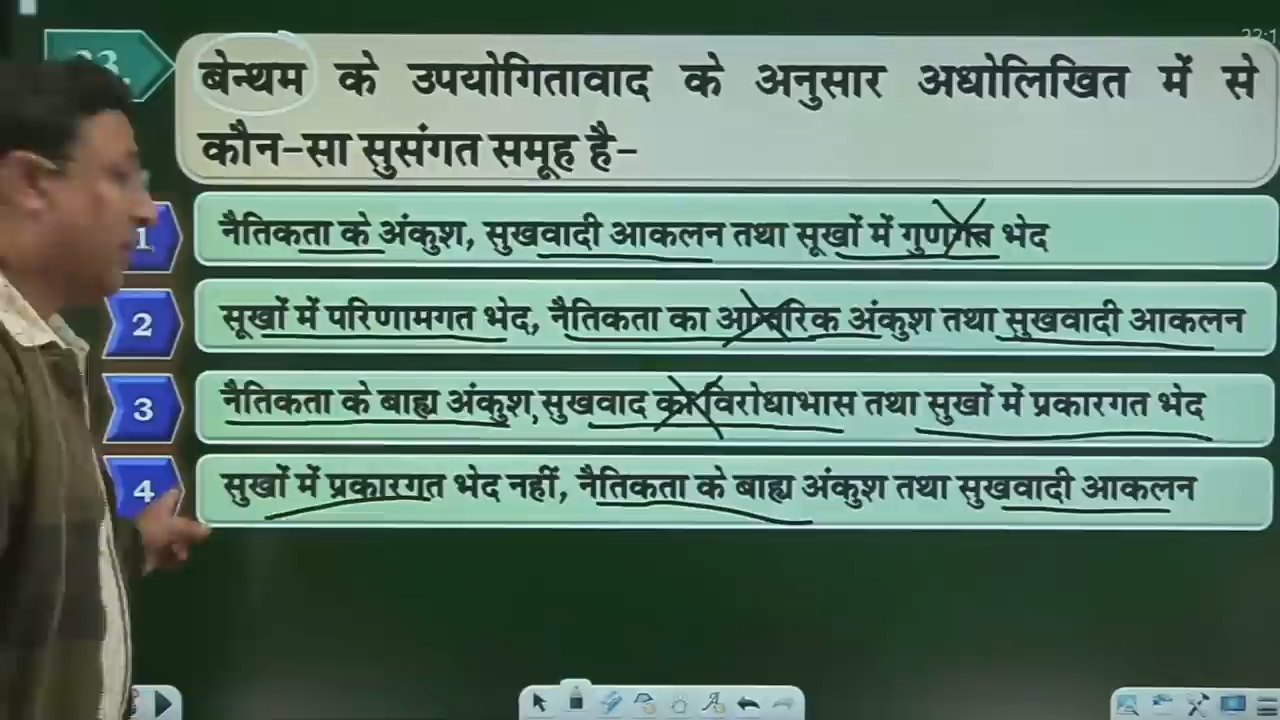 23.
बेन्थम के उपयोगितावाद के अनुसार अधोलिखित में से
कौन-सा सुसंगत समूह है-
1 नैतिकता के अंकुश, सुखवादी आकलन तथा सूखों में गुणगत भेद
2 सूखों में परिणामगत भेद, नैतिकता का आन्तरिक अंकुश तथा सुखवादी आकलन
3 नैतिकता के बाह्य अंकुश, सुखवाद का विरोधाभास तथा सुखों में प्रकारगत भेद
4 सुखों में प्रकारगत भेद नहीं, नैतिकता के बाह्य अंकुश तथा सुखवादी आकलन